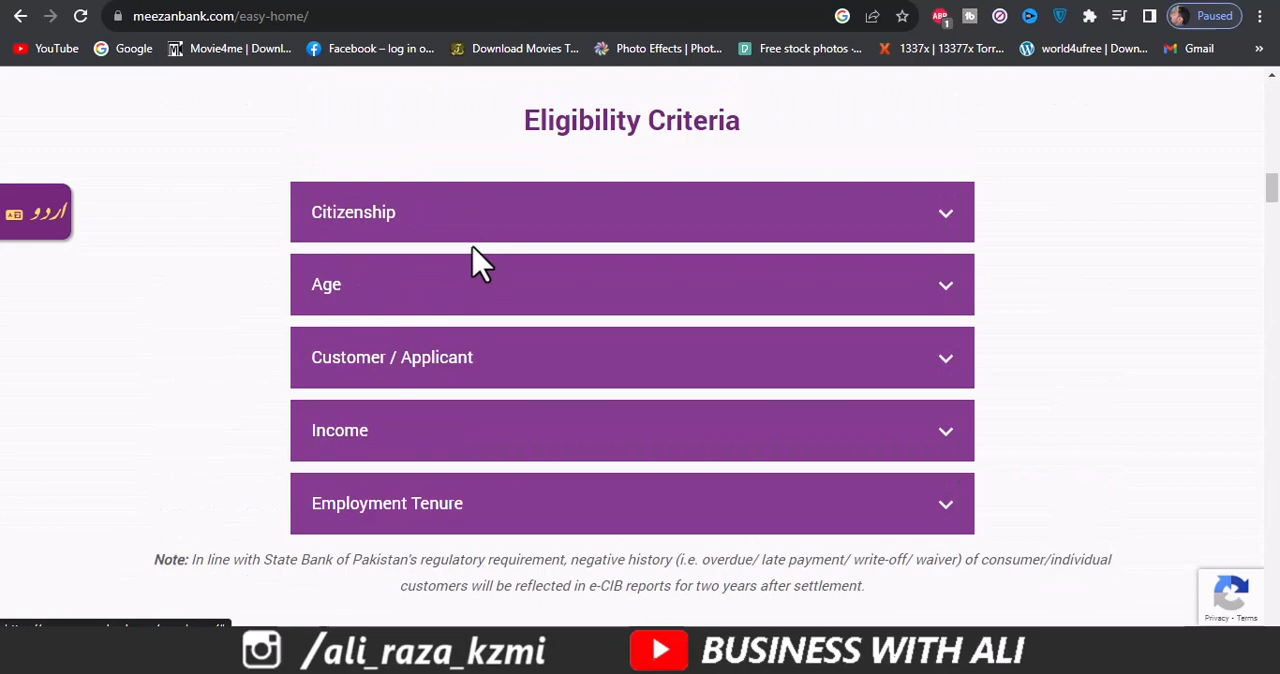 meezanbank.com/easy-home/
Paused
YouTube
Google
Movie4me | Downl...
Facebook – log in o...
Download Movies T...
Photo Effects | Phot...
Free stock photos ·...
1337x | 13377x Torr...
world4ufree | Down...
Gmail
»
Eligibility Criteria
اردو
Citizenship
Age
Customer / Applicant
Income
Employment Tenure
Note: In line with State Bank of Pakistan's regulatory requirement, negative history (i.e. overdue/ late payment/ write-off/ waiver) of consumer/individual
customers will be reflected in e-CIB reports for two years after settlement.
Privacy - Terms
/ali_raza_kzmi
BUSINESS WITH ALI